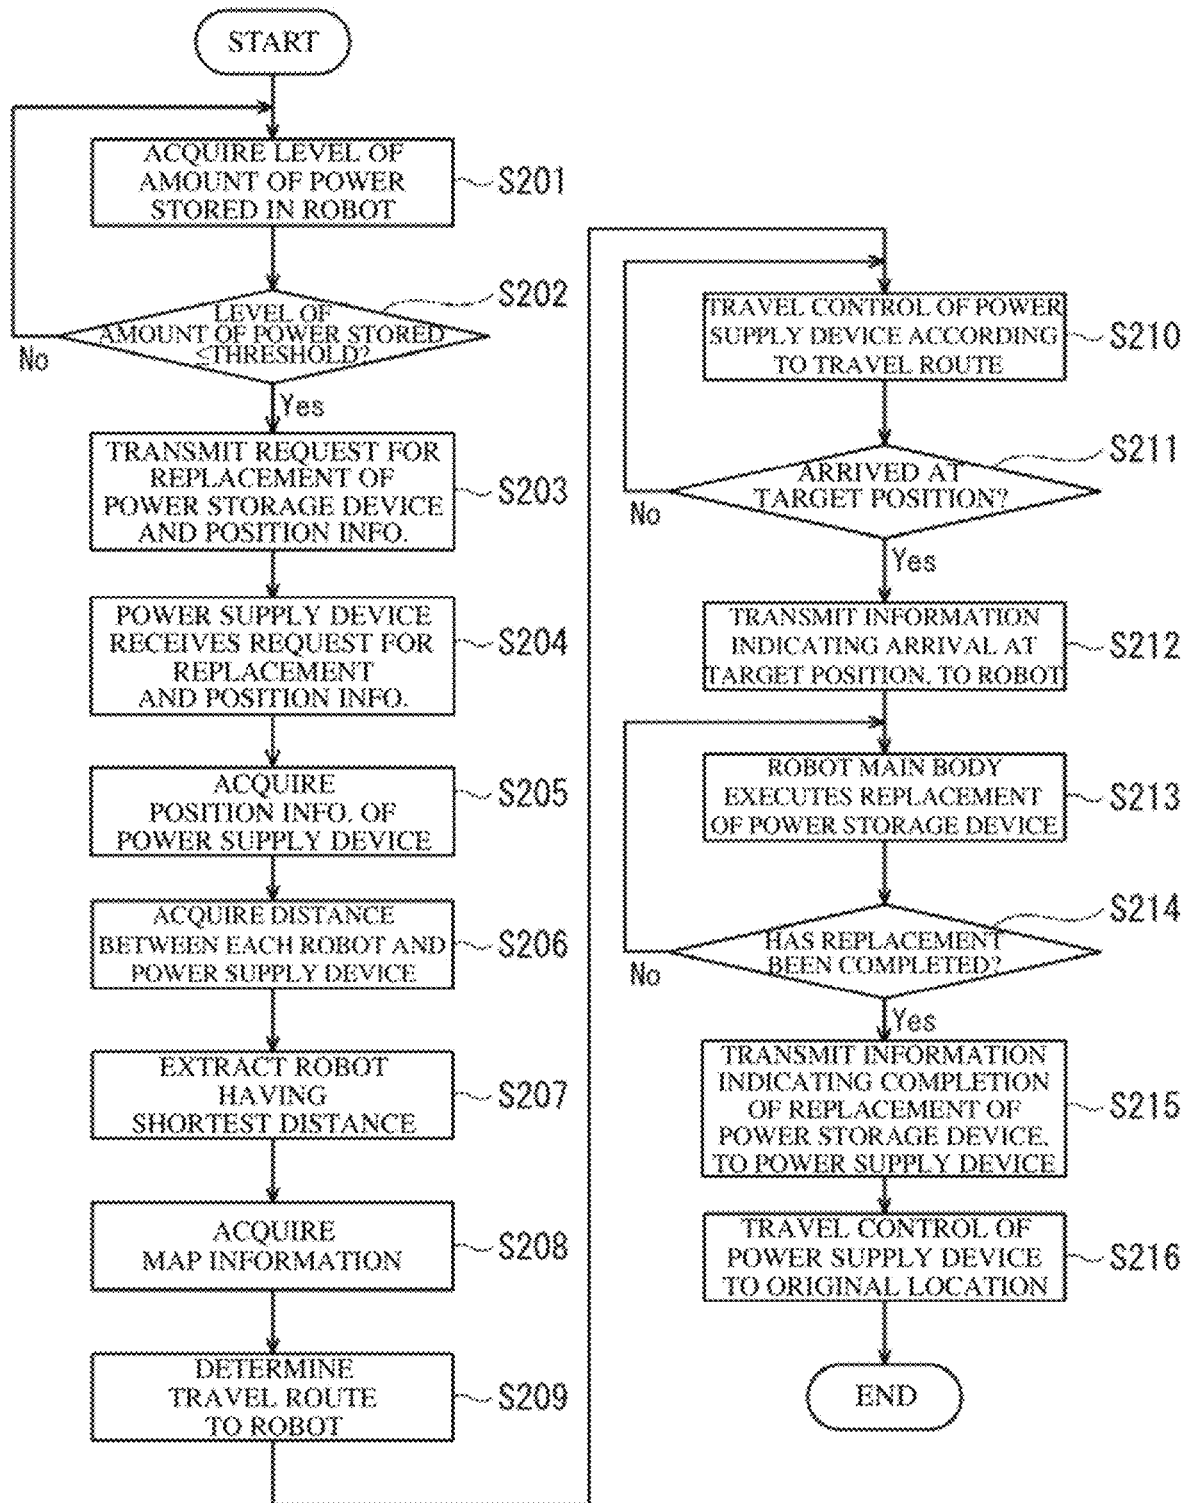 START
ACQUIRE LEVEL OF
AMOUNT OF POWER
STORED IN ROBOT
S201
LEVEL OF
AMOUNT OF POWER STORED
≤THRESHOLD?
S202
No
Yes
TRANSMIT REQUEST FOR
REPLACEMENT OF
POWER STORAGE DEVICE
AND POSITION INFO.
S203
POWER SUPPLY DEVICE
RECEIVES REQUEST FOR
REPLACEMENT
AND POSITION INFO.
S204
ACQUIRE
POSITION INFO. OF
POWER SUPPLY DEVICE
S205
ACQUIRE DISTANCE
BETWEEN EACH ROBOT AND
POWER SUPPLY DEVICE
S206
EXTRACT ROBOT
HAVING
SHORTEST DISTANCE
S207
ACQUIRE
MAP INFORMATION
S208
DETERMINE
TRAVEL ROUTE
TO ROBOT
S209
TRAVEL CONTROL OF POWER
SUPPLY DEVICE ACCORDING
TO TRAVEL ROUTE
S210
ARRIVED AT
TARGET POSITION?
S211
No
Yes
TRANSMIT INFORMATION
INDICATING ARRIVAL AT
TARGET POSITION, TO ROBOT
S212
ROBOT MAIN BODY
EXECUTES REPLACEMENT
OF POWER STORAGE DEVICE
S213
HAS REPLACEMENT
BEEN COMPLETED?
S214
No
Yes
TRANSMIT INFORMATION
INDICATING COMPLETION
OF REPLACEMENT OF
POWER STORAGE DEVICE,
TO POWER SUPPLY DEVICE
S215
TRAVEL CONTROL OF
POWER SUPPLY DEVICE
TO ORIGINAL LOCATION
S216
END